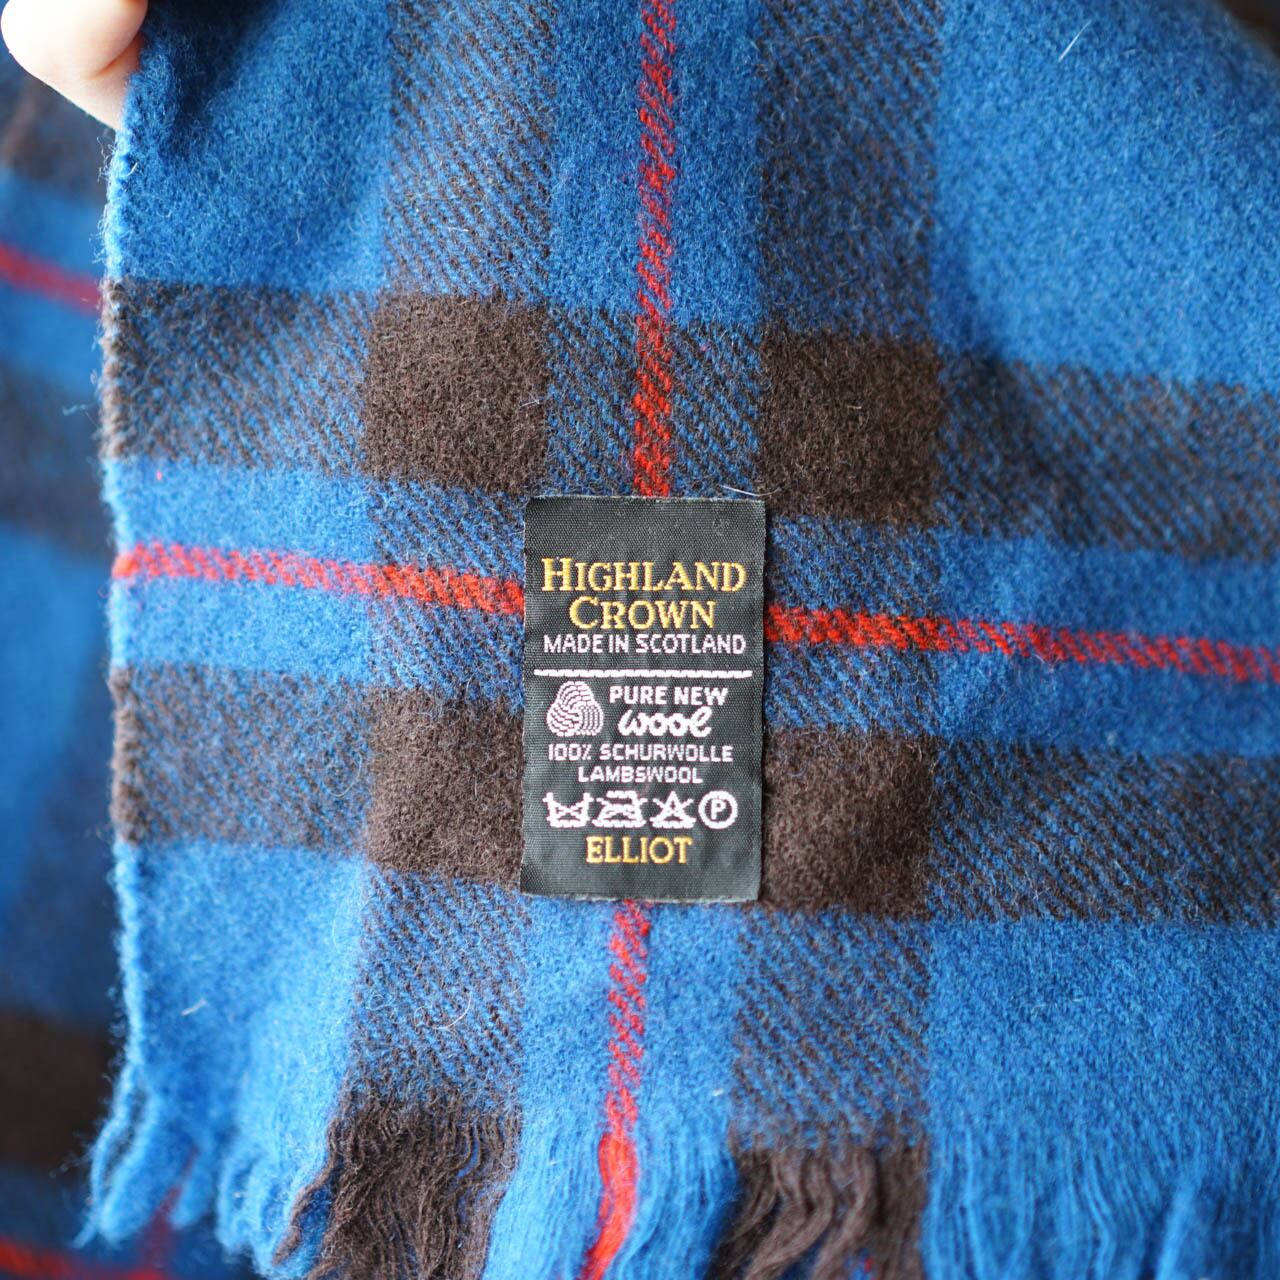 HIGHLAND
CROWN
MADE IN SCOTLAND
PURE NEW
wool
100% SCHURWOLLE
LAMBSWOOL
P
ELLIOT